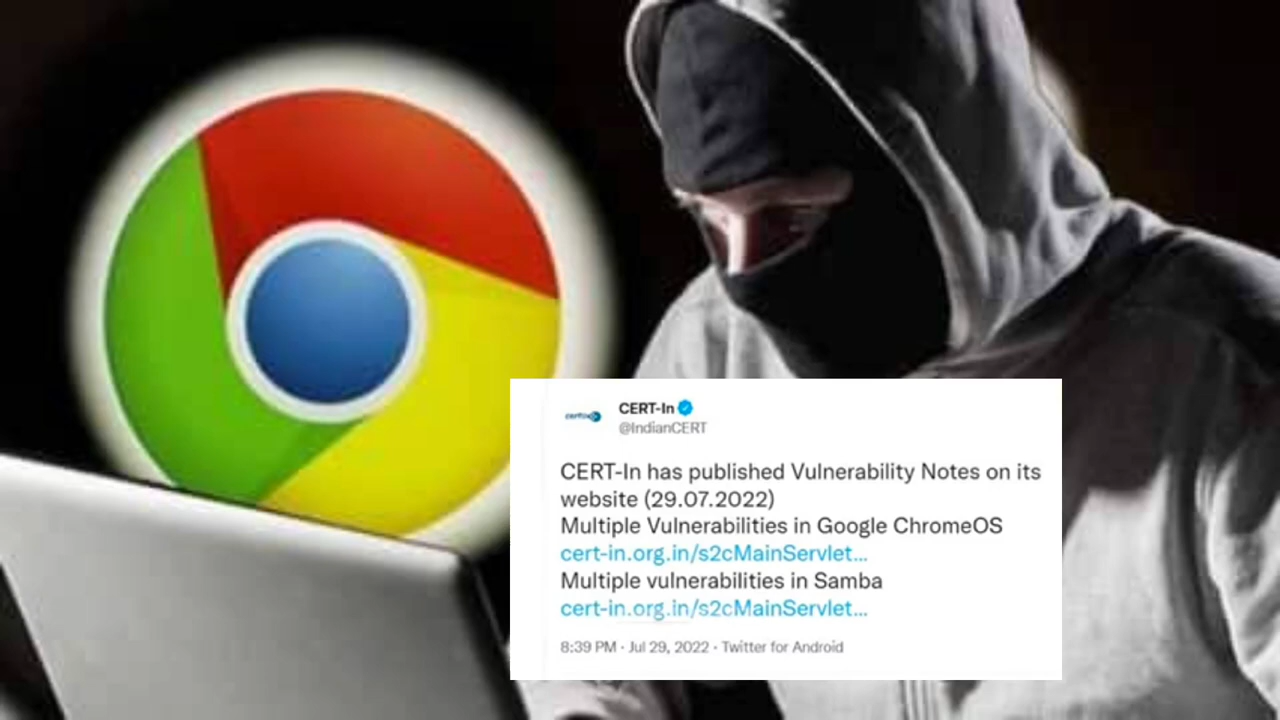 certin
CERT-In
@IndianCERT
CERT-In has published Vulnerability Notes on its
website (29.07.2022)
Multiple Vulnerabilities in Google ChromeOS
cert-in.org.in/s2cMainServlet...
Multiple vulnerabilities in Samba
cert-in.org.in/s2cMainServlet...
8:39 PM · Jul 29, 2022 · Twitter for Android